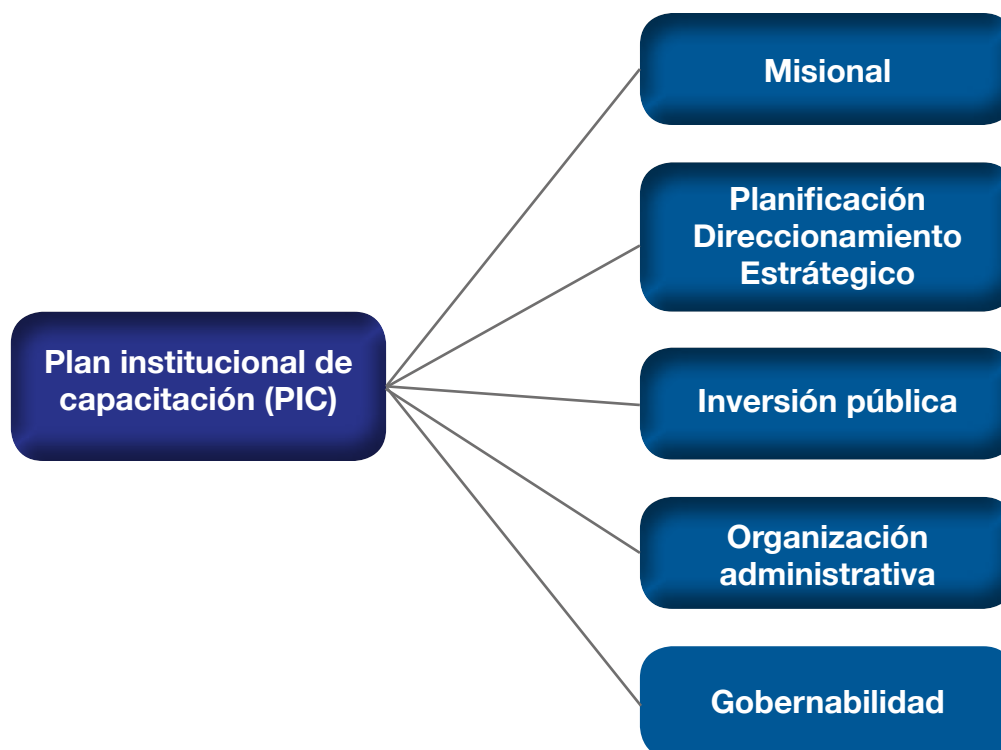 Misional
Planificación
Direccionamiento
Estrátegico
Plan institucional de
capacitación (PIC)
Inversión pública
Organización
administrativa
Gobernabilidad